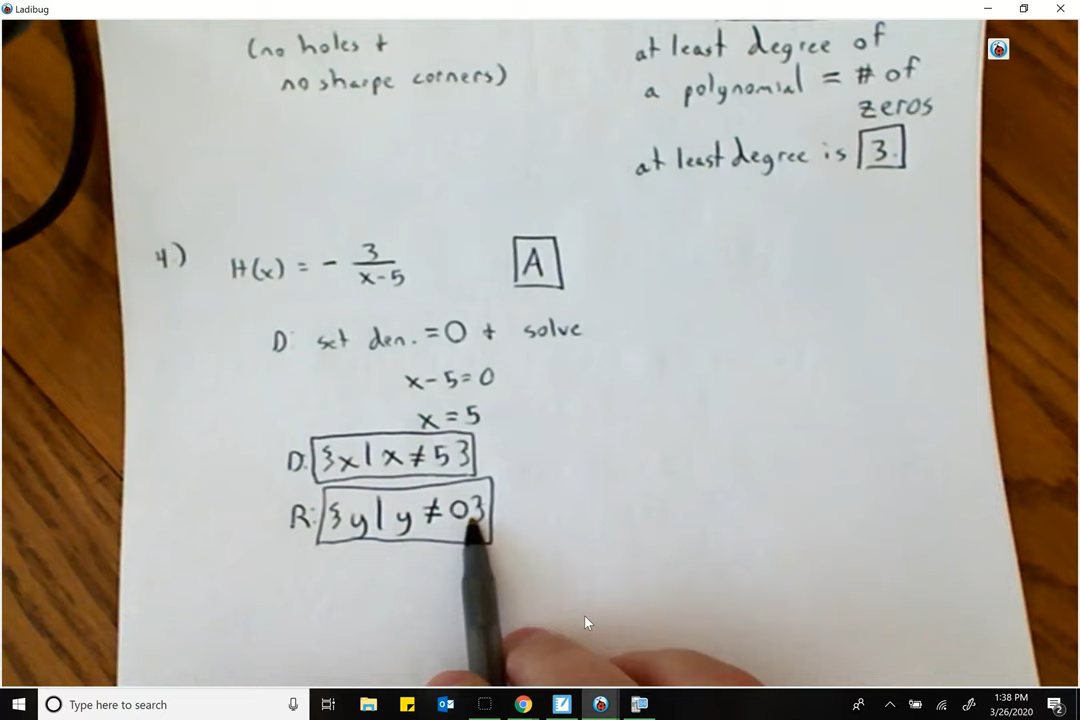 Ladibug
(no holes +
no sharpe corners)
at least degree of
a polynomial = # of
zeros
at least degree is 3.
4.) H(x) = - 3/(x-5) A
D: set den. = 0 + solve
x - 5 = 0
x = 5
D: {x | x ≠ 5}
R: {y | y ≠ 0}
Type here to search
1:38 PM
3/26/2020
2